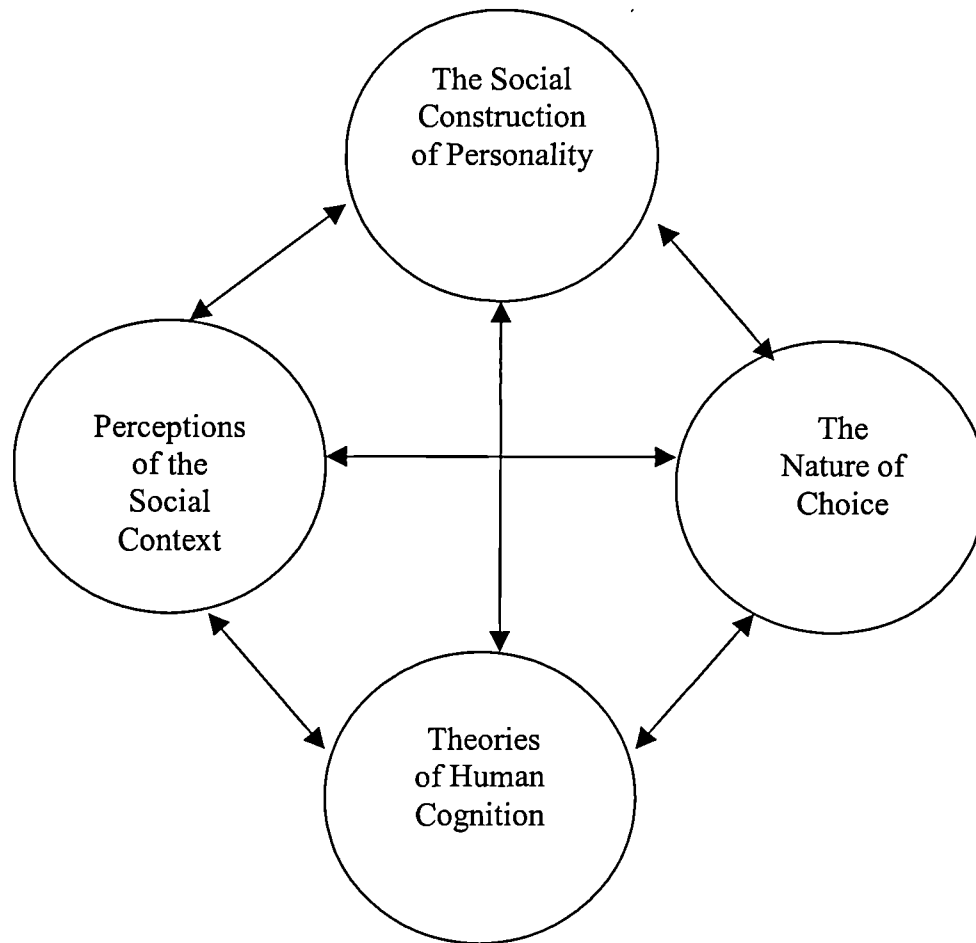 The Social
Construction
of Personality
Perceptions
of the
Social
Context
The
Nature of
Choice
Theories
of Human
Cognition